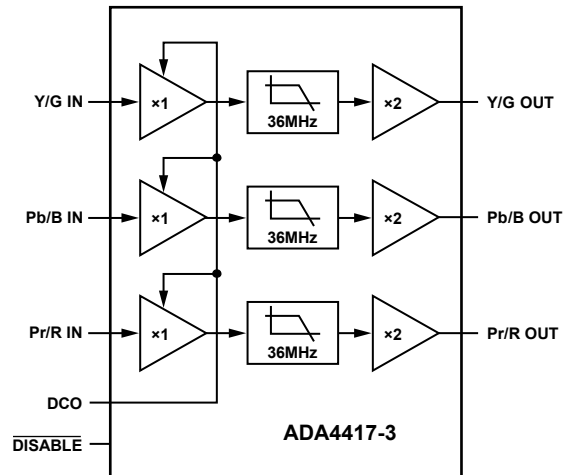 Y/G IN
×1
36MHz
×2
Y/G OUT
Pb/B IN
×1
36MHz
×2
Pb/B OUT
Pr/R IN
×1
36MHz
×2
Pr/R OUT
DCO
DISABLE
ADA4417-3